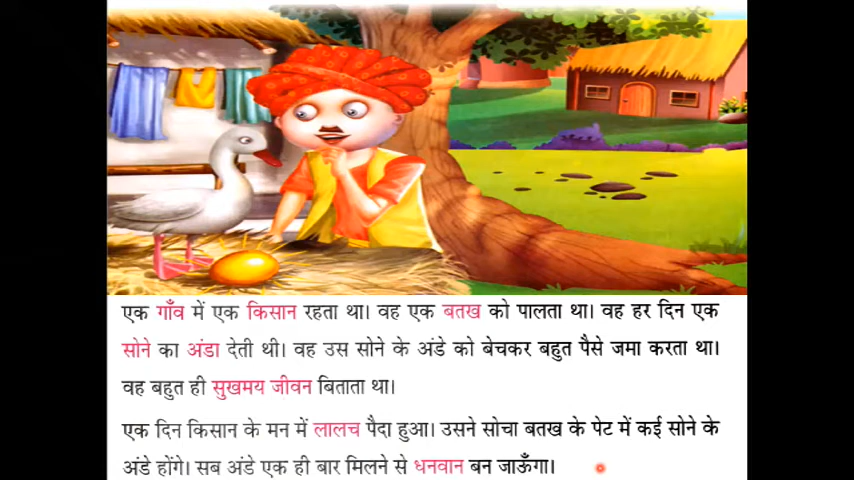 एक गाँव में एक किसान रहता था। वह एक बतख को पालता था। वह हर दिन एक
सोने का अंडा देती थी। वह उस सोने के अंडे को बेचकर बहुत पैसे जमा करता था।
वह बहुत ही सुखमय जीवन बिताता था।
एक दिन किसान के मन में लालच पैदा हुआ। उसने सोचा बतख के पेट में कई सोने के
अंडे होंगे। सब अंडे एक ही बार मिलने से धनवान बन जाऊँगा।